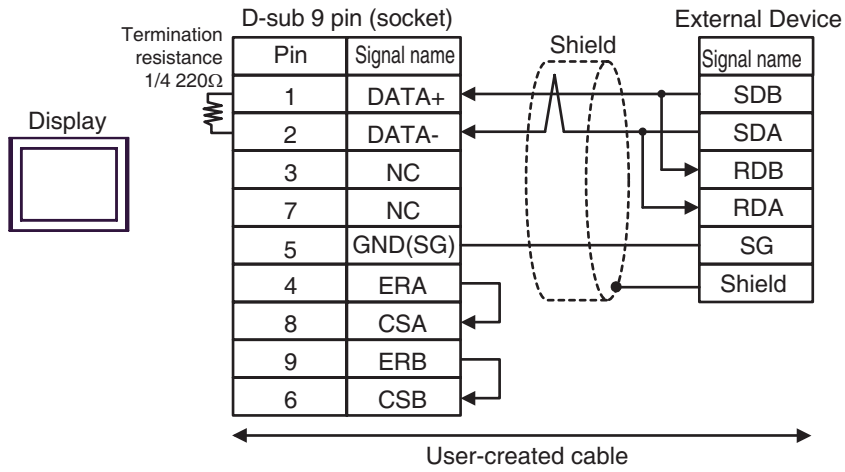 D-sub 9 pin (socket)
External Device
Termination
resistance
1/4 220Ω
Pin Signal name
Shield
Signal name
1 DATA+
SDB
Display
2 DATA-
SDA
3 NC
RDB
7 NC
RDA
5 GND(SG)
SG
4 ERA
Shield
8 CSA
9 ERB
6 CSB
User-created cable